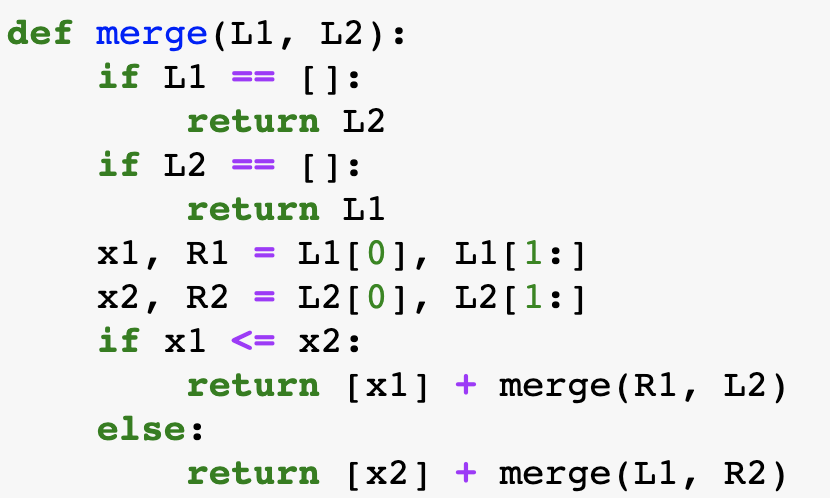 def merge(L1, L2):
    if L1 == []:
        return L2
    if L2 == []:
        return L1
    x1, R1 = L1[0], L1[1:]
    x2, R2 = L2[0], L2[1:]
    if x1 <= x2:
        return [x1] + merge(R1, L2)
    else:
        return [x2] + merge(L1, R2)